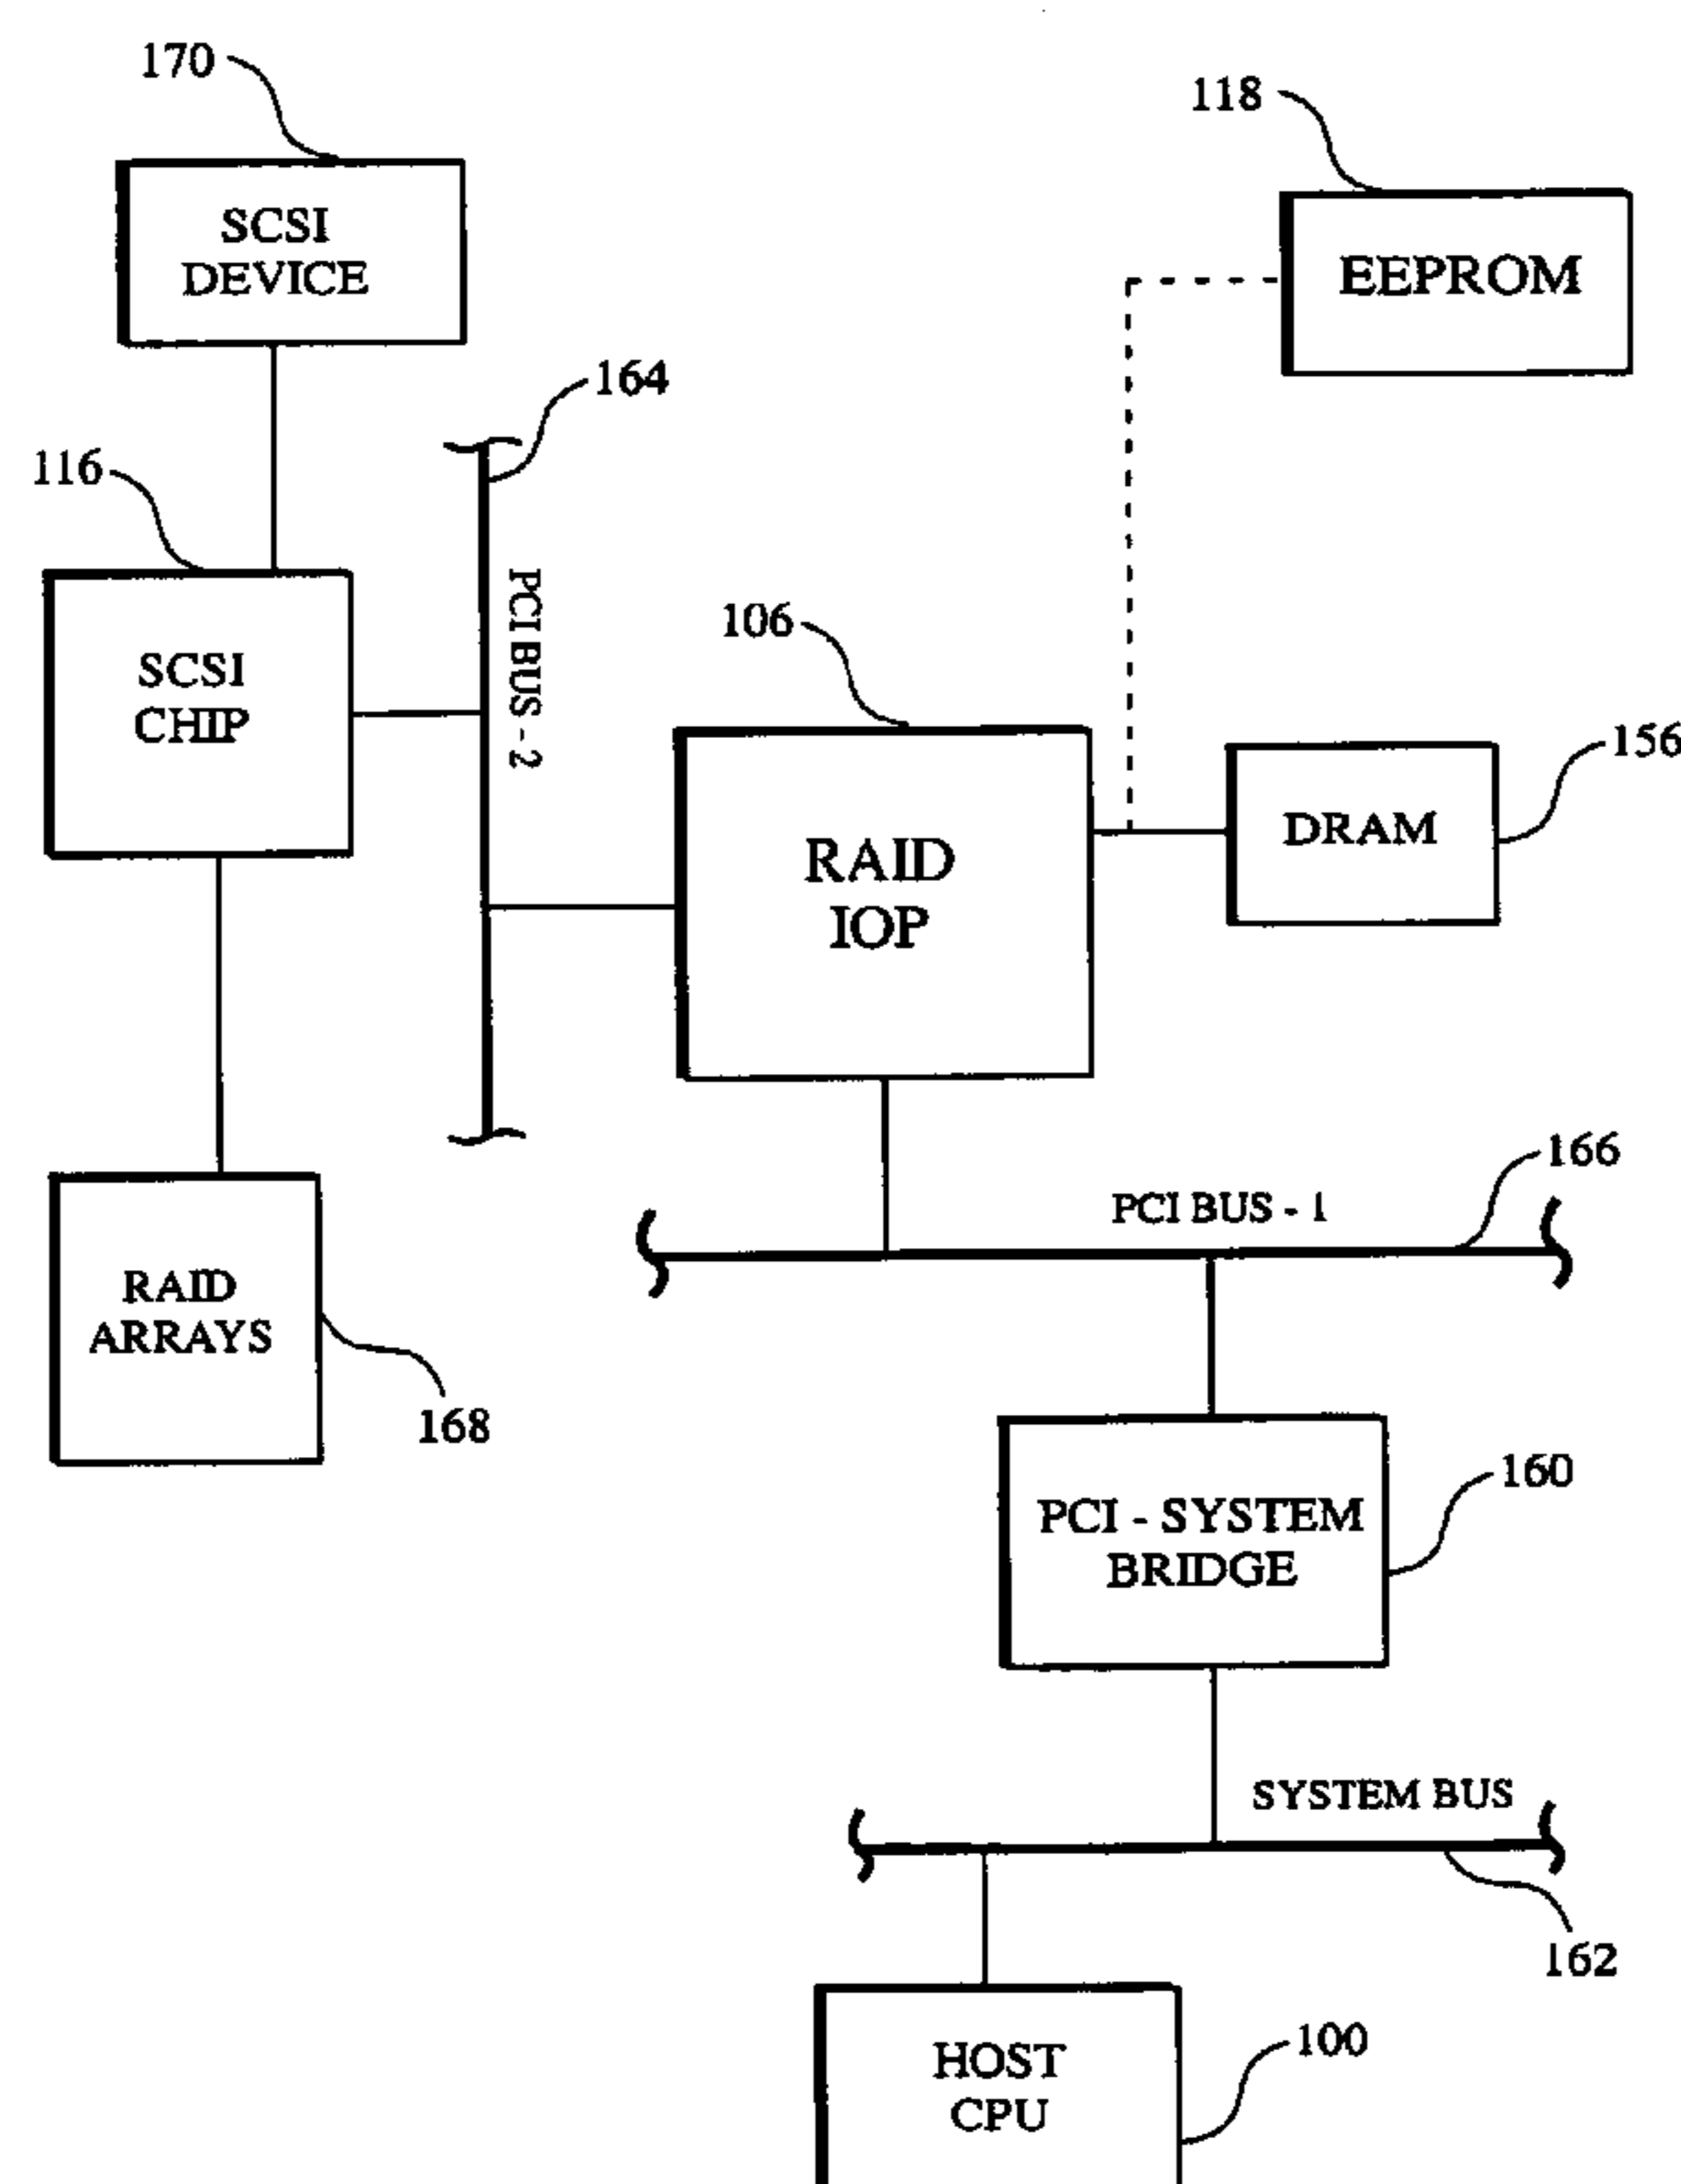 170
118
SCSI
DEVICE
EEPROM
164
116
PCI BUS - 2
106
SCSI
CHIP
156
DRAM
RAID
IOP
166
PCI BUS - 1
RAID
ARRAYS
168
160
PCI - SYSTEM
BRIDGE
SYSTEM BUS
162
100
HOST
CPU